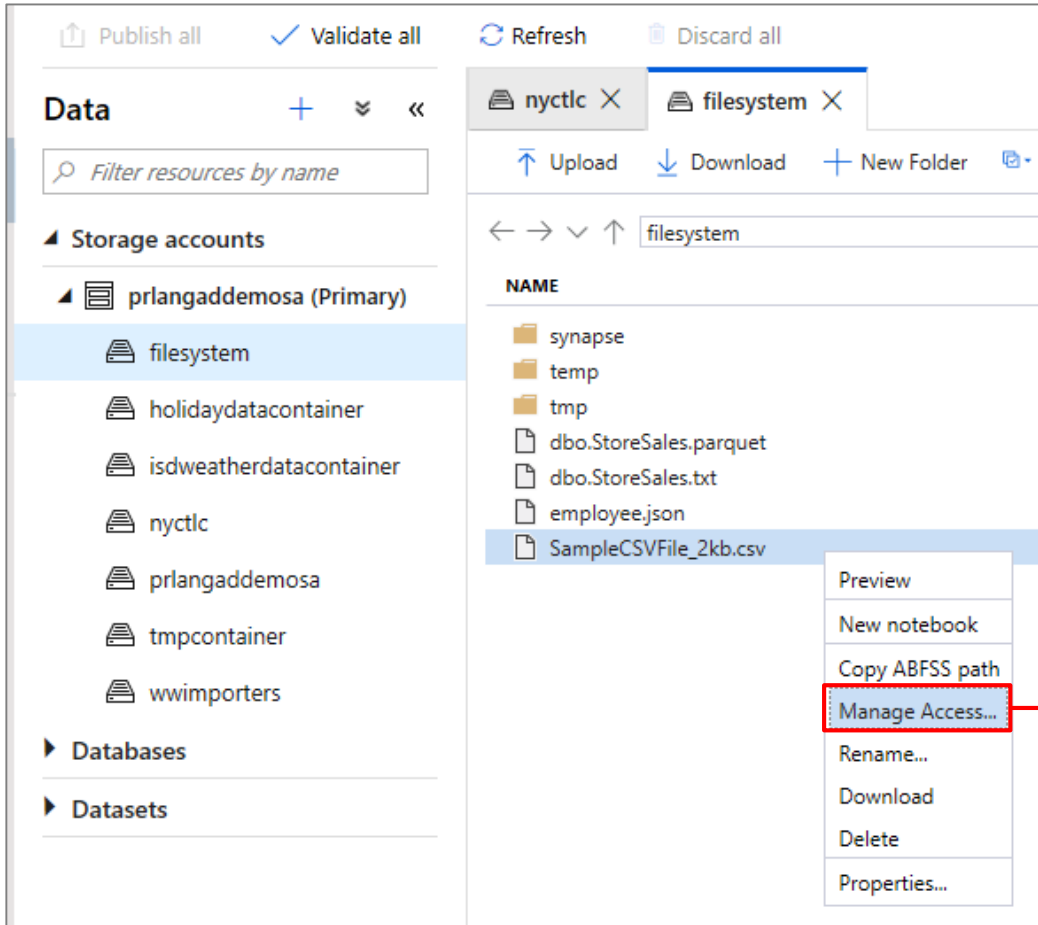 Publish all
Validate all
Refresh
Discard all
Data
Filter resources by name
Storage accounts
prlangaddemosa (Primary)
filesystem
holidaydatacontainer
isdweatherdatacontainer
nyctlc
prlangaddemosa
tmpcontainer
wwimporters
Databases
Datasets
nyctlc
filesystem
Upload
Download
New Folder
filesystem
NAME
synapse
temp
tmp
dbo.StoreSales.parquet
dbo.StoreSales.txt
employee.json
SampleCSVFile_2kb.csv
Preview
New notebook
Copy ABFSS path
Manage Access...
Rename...
Download
Delete
Properties...